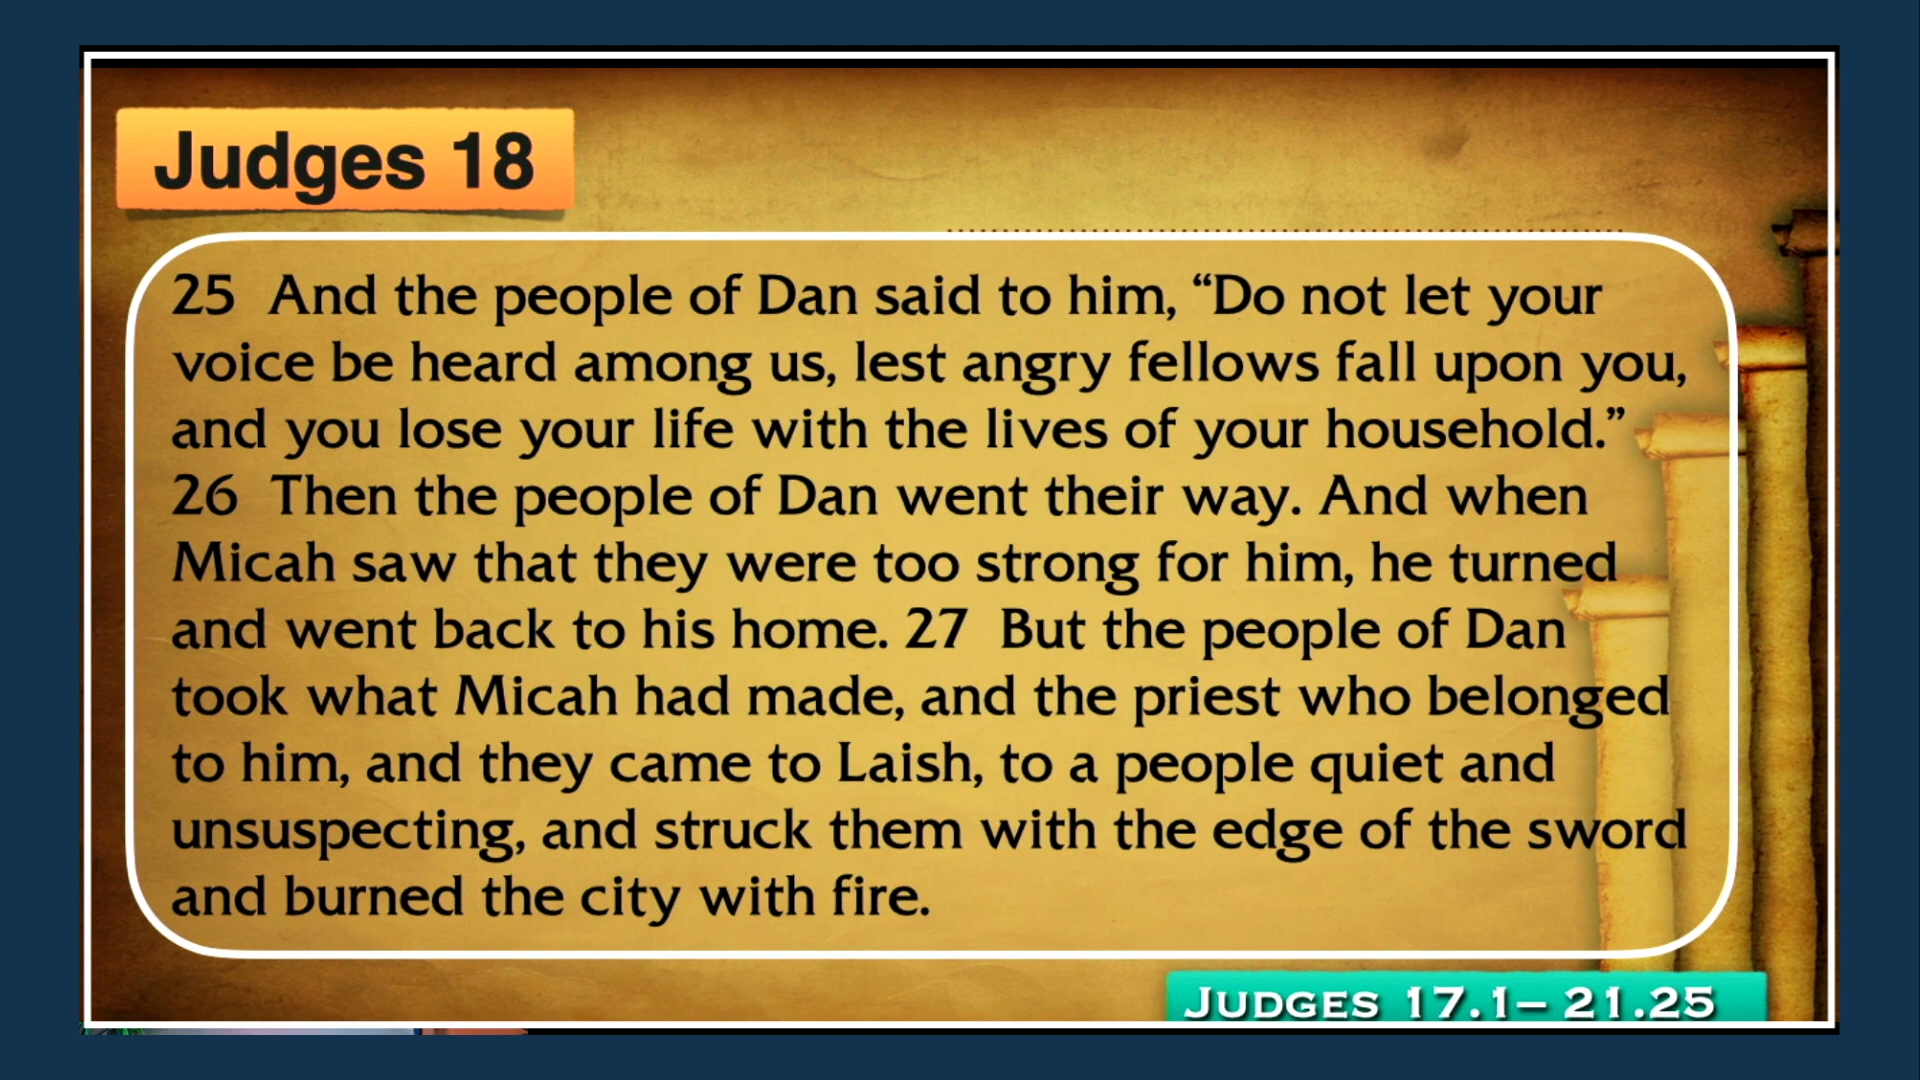 Judges 18
25 And the people of Dan said to him, “Do not let your
voice be heard among us, lest angry fellows fall upon you,
and you lose your life with the lives of your household.”
26 Then the people of Dan went their way. And when
Micah saw that they were too strong for him, he turned
and went back to his home. 27 But the people of Dan
took what Micah had made, and the priest who belonged
to him, and they came to Laish, to a people quiet and
unsuspecting, and struck them with the edge of the sword
and burned the city with fire.
Judges 17.1– 21.25